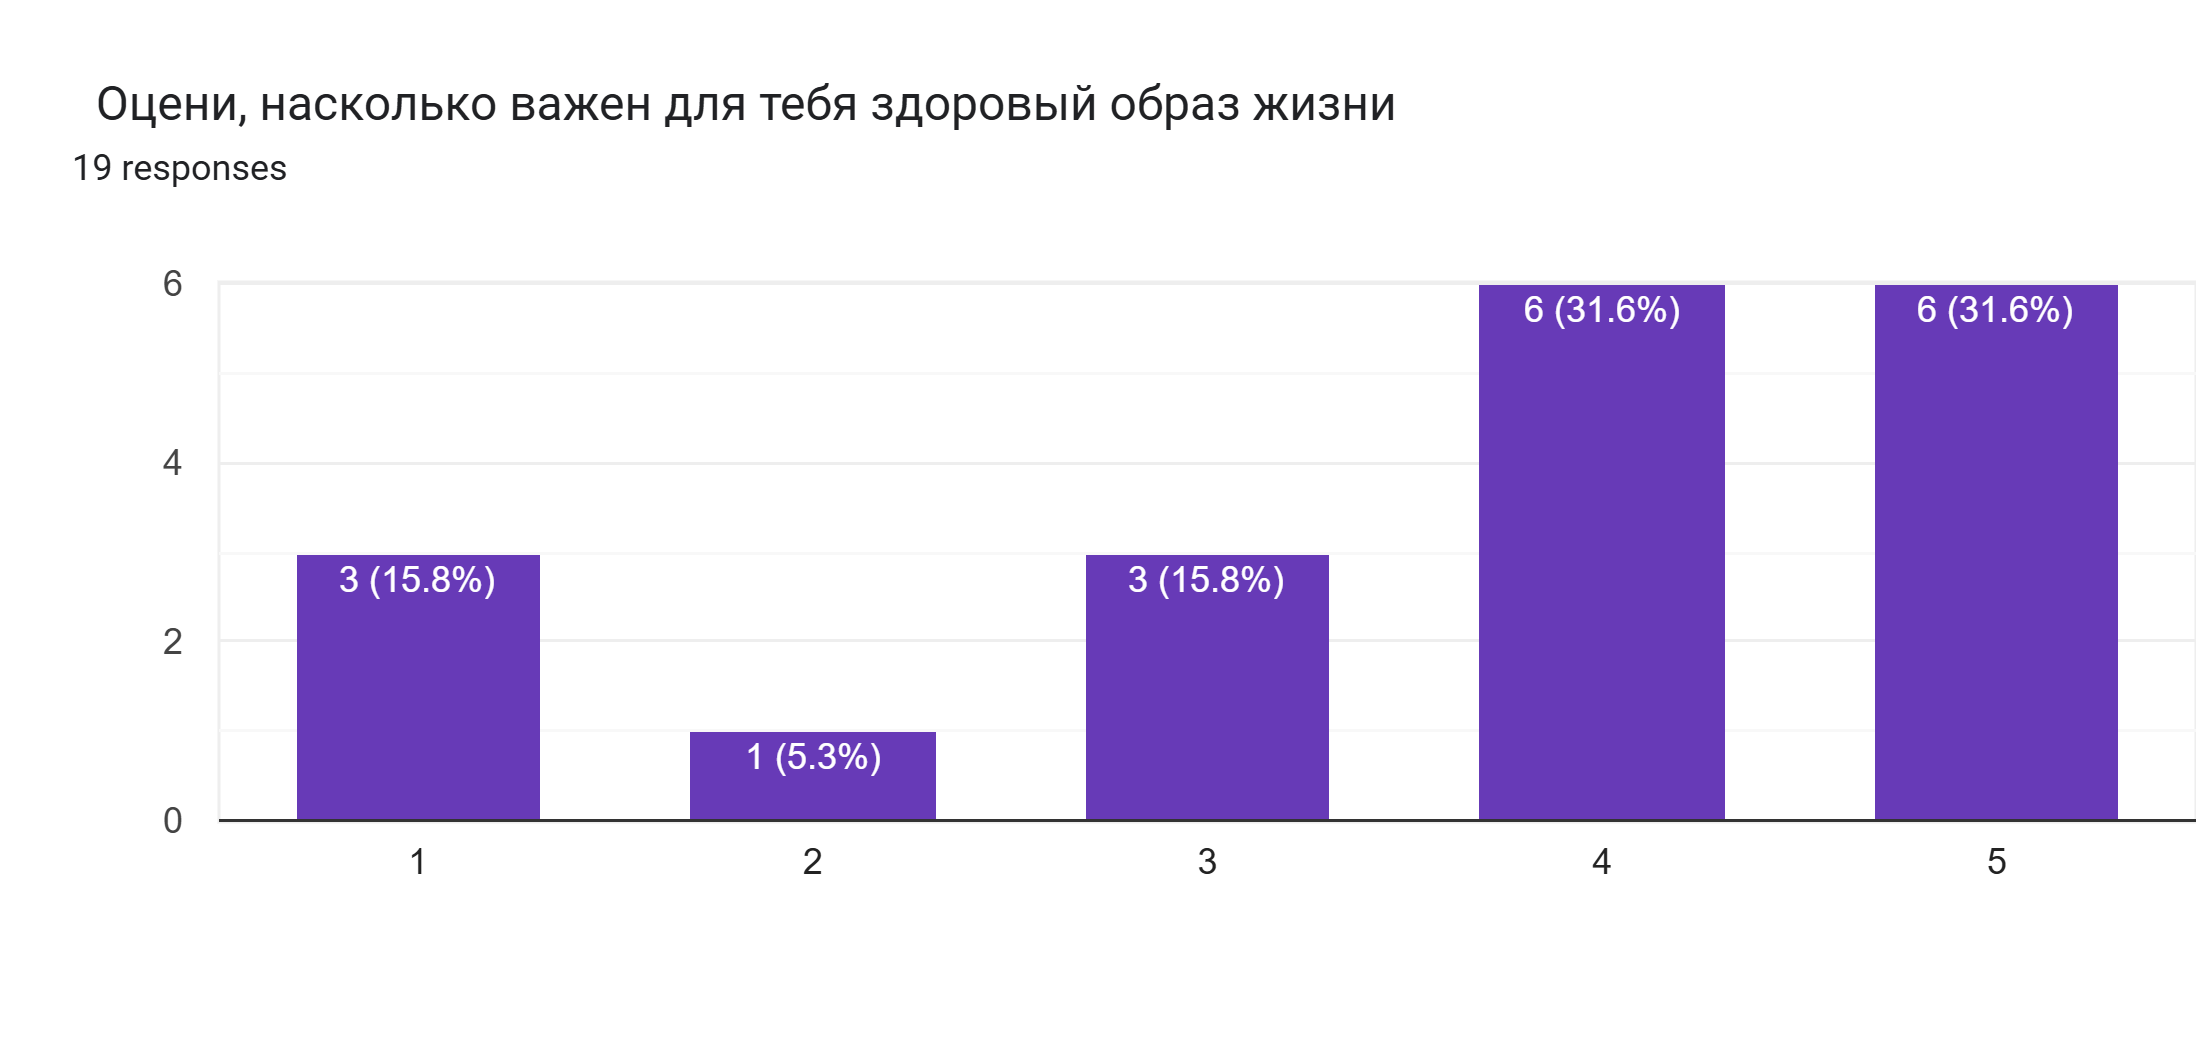 Оцени, насколько важен для тебя здоровый образ жизни
19 responses
6
6 (31.6%) 6 (31.6%)
4
3 (15.8%) 3 (15.8%)
2
1 (5.3%)
0
1 2 3 4 5